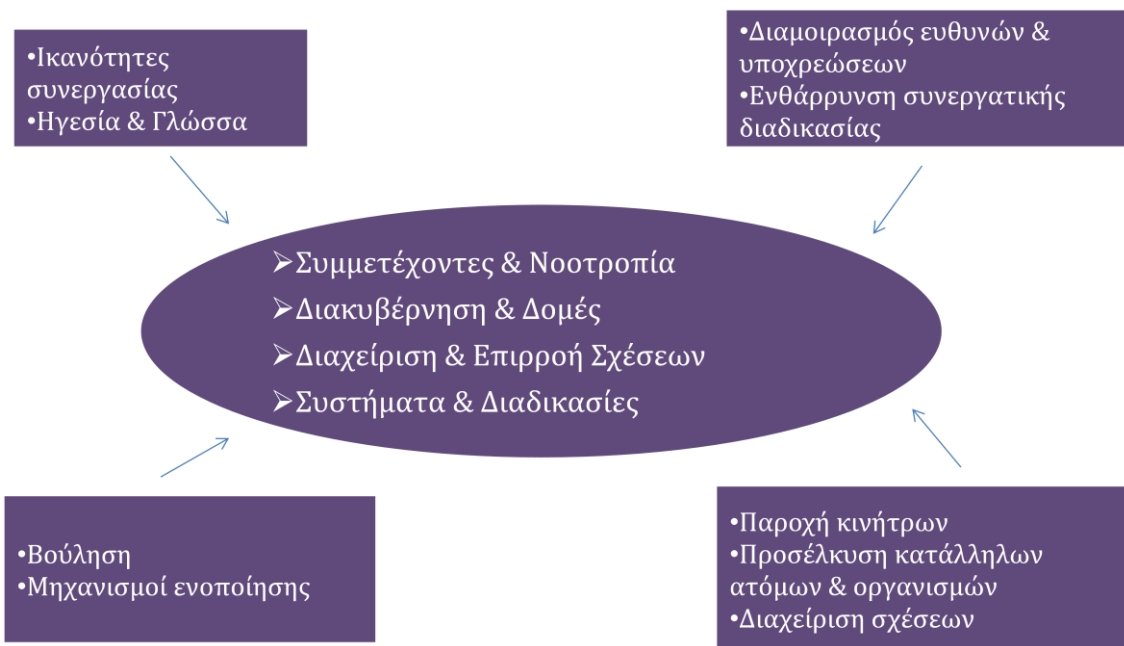 •Ικανότητες
συνεργασίας
•Ηγεσία & Γλώσσα
•Διαμοιρασμός ευθυνών &
υποχρεώσεων
•Ενθάρρυνση συνεργατικής
διαδικασίας
➢Συμμετέχοντες & Νοοτροπία
➢Διακυβέρνηση & Δομές
➢Διαχείριση & Επιρροή Σχέσεων
➢Συστήματα & Διαδικασίες
•Βούληση
•Μηχανισμοί ενοποίησης
•Παροχή κινήτρων
•Προσέλκυση κατάλληλων
ατόμων & οργανισμών
•Διαχείριση σχέσεων